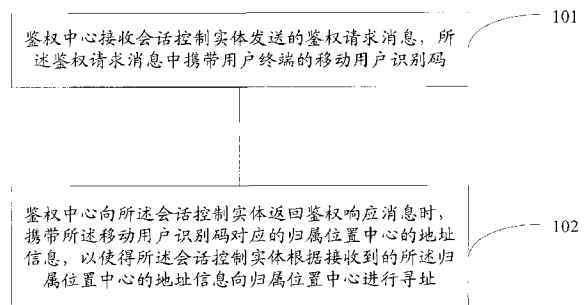 鉴权中心接收会话控制实体发送的鉴权请求消息，所
述鉴权请求消息中携带用户终端的移动用户识别码
101
鉴权中心向所述会话控制实体返回鉴权响应消息时，
携带所述移动用户识别码对应的归属位置中心的地址
信息，以使得所述会话控制实体根据接收到的所述归
属位置中心的地址信息向归属位置中心进行寻址
102